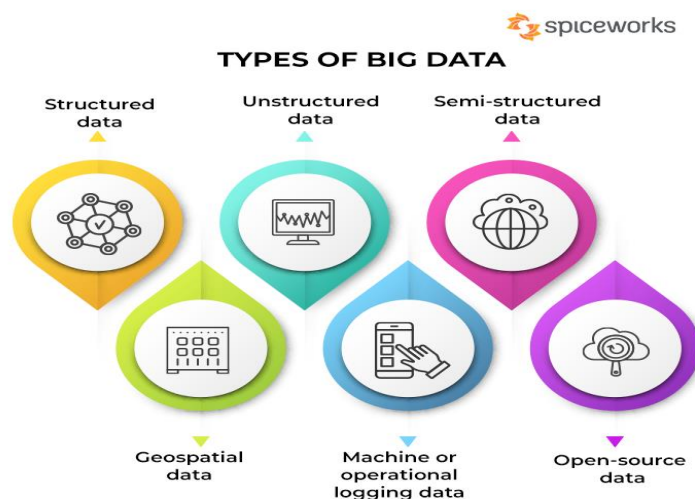 spiceworks
TYPES OF BIG DATA
Structured
data
Unstructured
data
Semi-structured
data
Geospatial
data
Machine or
operational
logging data
Open-source
data